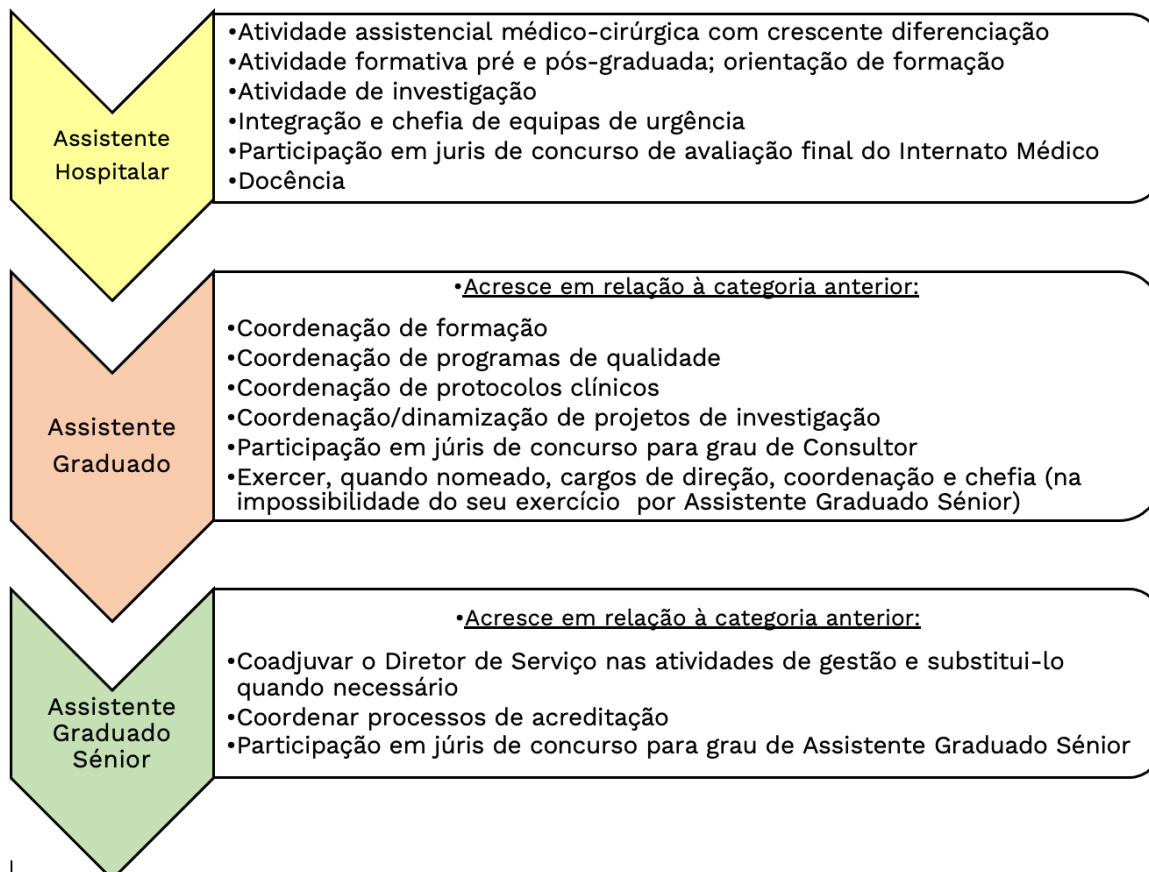 Assistente
Hospitalar
•Atividade assistencial médico-cirúrgica com crescente diferenciação
•Atividade formativa pré e pós-graduada; orientação de formação
•Atividade de investigação
•Integração e chefia de equipas de urgência
•Participação em juris de concurso de avaliação final do Internato Médico
•Docência
Assistente
Graduado
•Acresce em relação à categoria anterior:
•Coordenação de formação
•Coordenação de programas de qualidade
•Coordenação de protocolos clínicos
•Coordenação/dinamização de projetos de investigação
•Participação em júris de concurso para grau de Consultor
•Exercer, quando nomeado, cargos de direção, coordenação e chefia (na
impossibilidade do seu exercício por Assistente Graduado Sénior)
Assistente
Graduado
Sénior
•Acresce em relação à categoria anterior:
•Coadjuvar o Diretor de Serviço nas atividades de gestão e substitui-lo
quando necessário
•Coordenar processos de acreditação
•Participação em júris de concurso para grau de Assistente Graduado Sénior